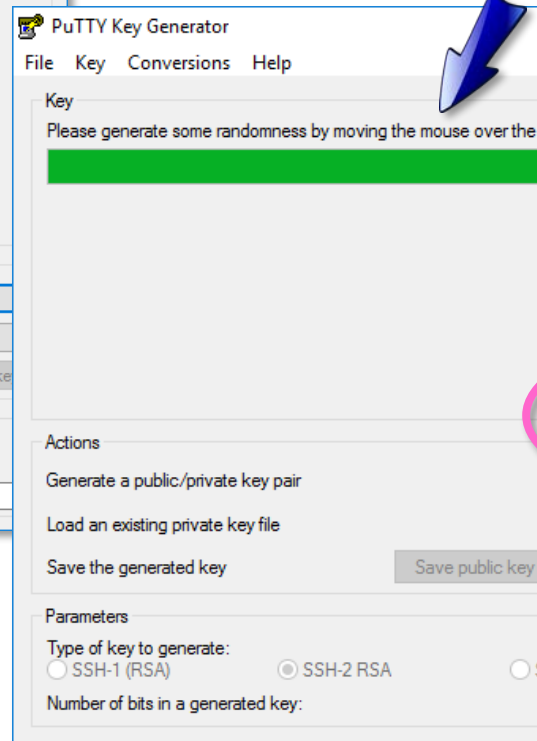 PuTTY Key Generator
File Key Conversions Help
Key
Please generate some randomness by moving the mouse over the
Actions
Generate a public/private key pair
Load an existing private key file
Save the generated key
Save public key
Parameters
Type of key to generate:
SSH-1 (RSA) SSH-2 RSA
Number of bits in a generated key: